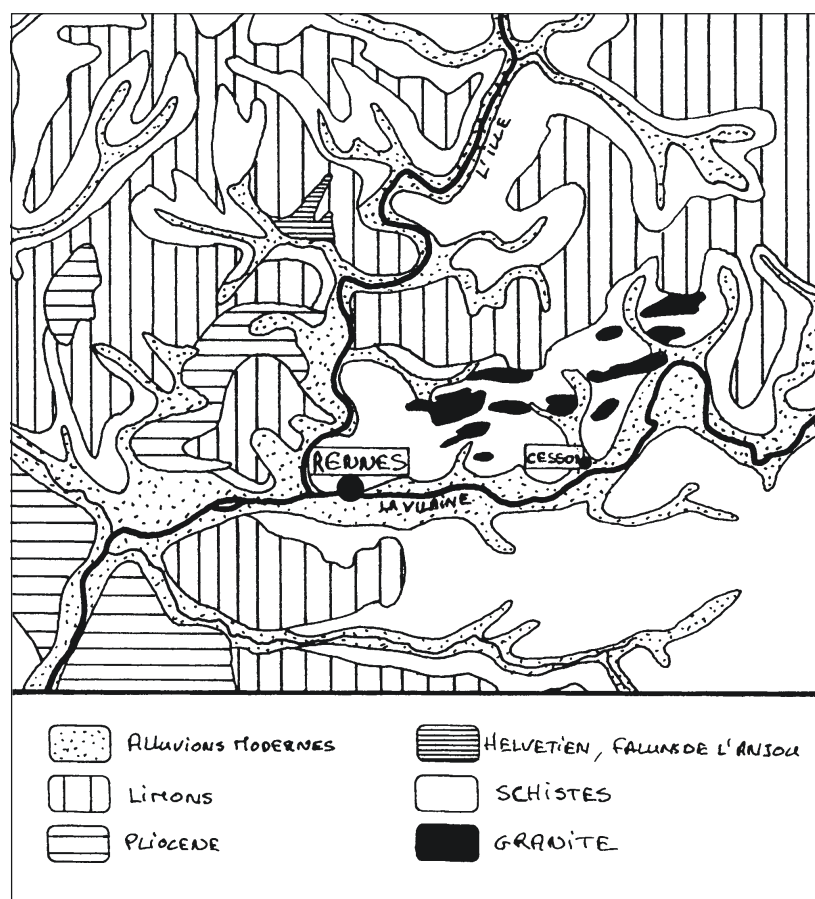 L'ILLE
RENNES
CESSON
LA VILAINE
ALLUVIONS MODERNES
LIMONS
PLIOCENE
HELVETIEN, FALUNS DE L'ANJOU
SCHISTES
GRANITE